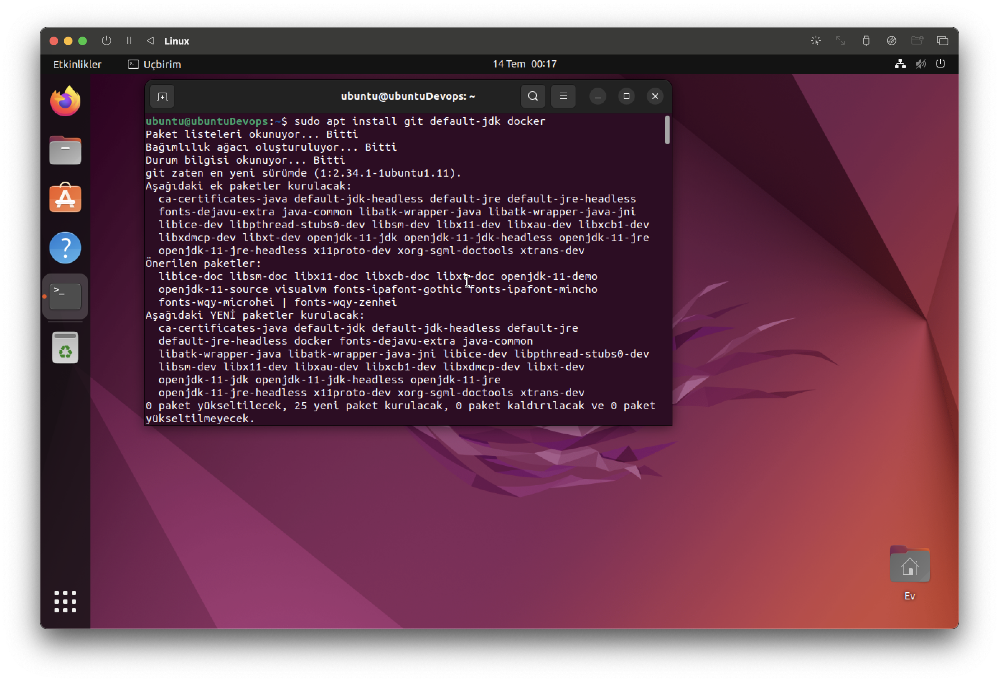 Linux
Etkinlikler
Uçbirim
14 Tem 00:17
ubuntu@ubuntuDevops: ~
ubuntu@ubuntuDevops:~$ sudo apt install git default-jdk docker
Paket listeleri okunuyor... Bitti
Bağımlılık ağacı oluşturuluyor... Bitti
Durum bilgisi okunuyor... Bitti
git zaten en yeni sürümde (1:2.34.1-1ubuntu1.11).
Aşağıdaki ek paketler kurulacak:
  ca-certificates-java default-jdk-headless default-jre default-jre-headless
  fonts-dejavu-extra java-common libatk-wrapper-java libatk-wrapper-java-jni
  libice-dev libpthread-stubs0-dev libsm-dev libx11-dev libxau-dev libxcb1-dev
  libxdmcp-dev libxt-dev openjdk-11-jdk openjdk-11-jdk-headless openjdk-11-jre
  openjdk-11-jre-headless x11proto-dev xorg-sgml-doctools xtrans-dev
Önerilen paketler:
  libice-doc libsm-doc libx11-doc libxcb-doc libxt-doc openjdk-11-demo
  openjdk-11-source visualvm fonts-ipafont-gothic fonts-ipafont-mincho
  fonts-wqy-microhei | fonts-wqy-zenhei
Aşağıdaki YENİ paketler kurulacak:
  ca-certificates-java default-jdk default-jdk-headless default-jre
  default-jre-headless docker fonts-dejavu-extra java-common
  libatk-wrapper-java libatk-wrapper-java-jni libice-dev libpthread-stubs0-dev
  libsm-dev libx11-dev libxau-dev libxcb1-dev libxdmcp-dev libxt-dev
  openjdk-11-jdk openjdk-11-jdk-headless openjdk-11-jre
  openjdk-11-jre-headless x11proto-dev xorg-sgml-doctools xtrans-dev
0 paket yükseltilecek, 25 yeni paket kurulacak, 0 paket kaldırılacak ve 0 paket
yükseltilmeyecek.
Ev